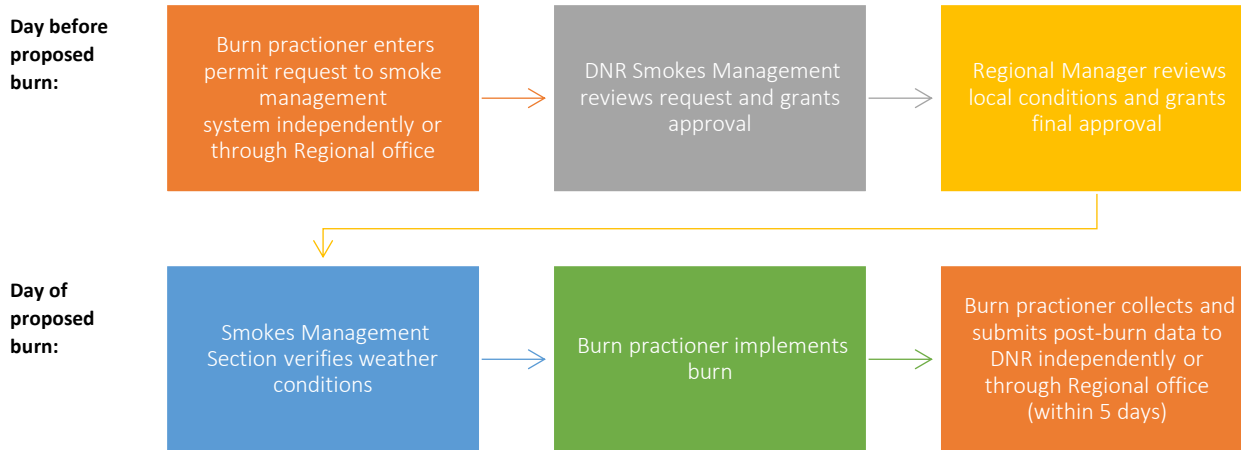 Day before
proposed
burn:
Burn practioner enters
permit request to smoke
management
system independently or
through Regional office
DNR Smokes Management
reviews request and grants
approval
Regional Manager reviews
local conditions and grants
final approval
Day of
proposed
burn:
Smokes Management
Section verifies weather
conditions
Burn practioner implements
burn
Burn practioner collects and
submits post-burn data to
DNR independently or
through Regional office
(within 5 days)